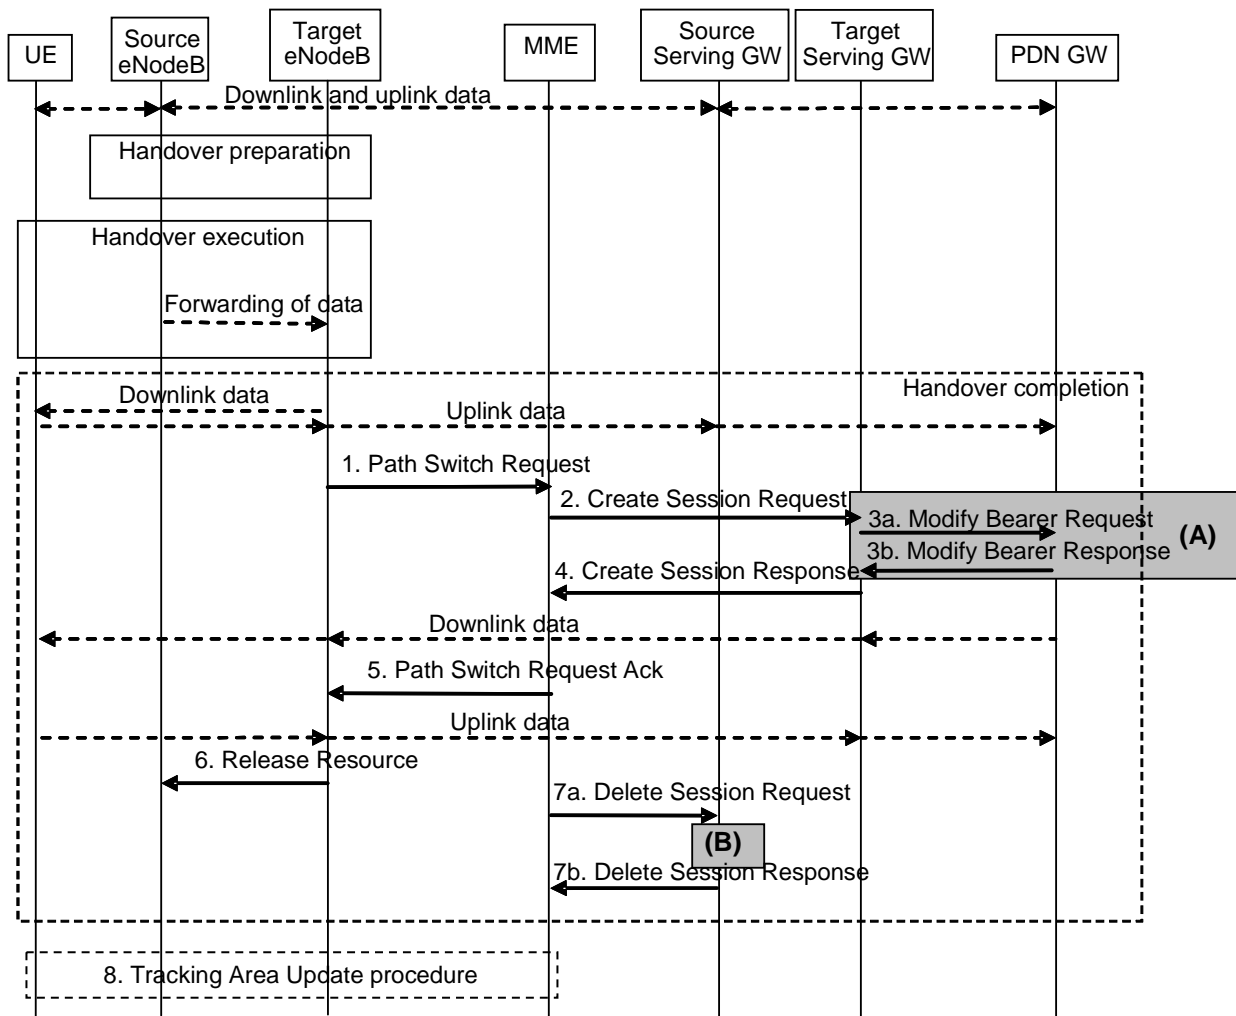 UE
Source
eNodeB
Target
eNodeB
MME
Source
Serving GW
Target
Serving GW
PDN GW
Downlink and uplink data
Handover preparation
Handover execution
Forwarding of data
Handover completion
Downlink data
Uplink data
1. Path Switch Request
2. Create Session Request
3a. Modify Bearer Request
(A)
3b. Modify Bearer Response
4. Create Session Response
Downlink data
5. Path Switch Request Ack
Uplink data
6. Release Resource
7a. Delete Session Request
(B)
7b. Delete Session Response
8. Tracking Area Update procedure